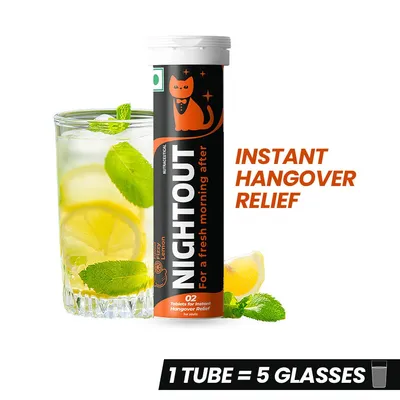 NUTRACEUTICAL
NIGHTOUT
For a fresh morning after
Fizzy
Lemon
02
Tablets for Instant
Hangover Relief
INSTANT
HANGOVER
RELIEF
1 TUBE = 5 GLASSES